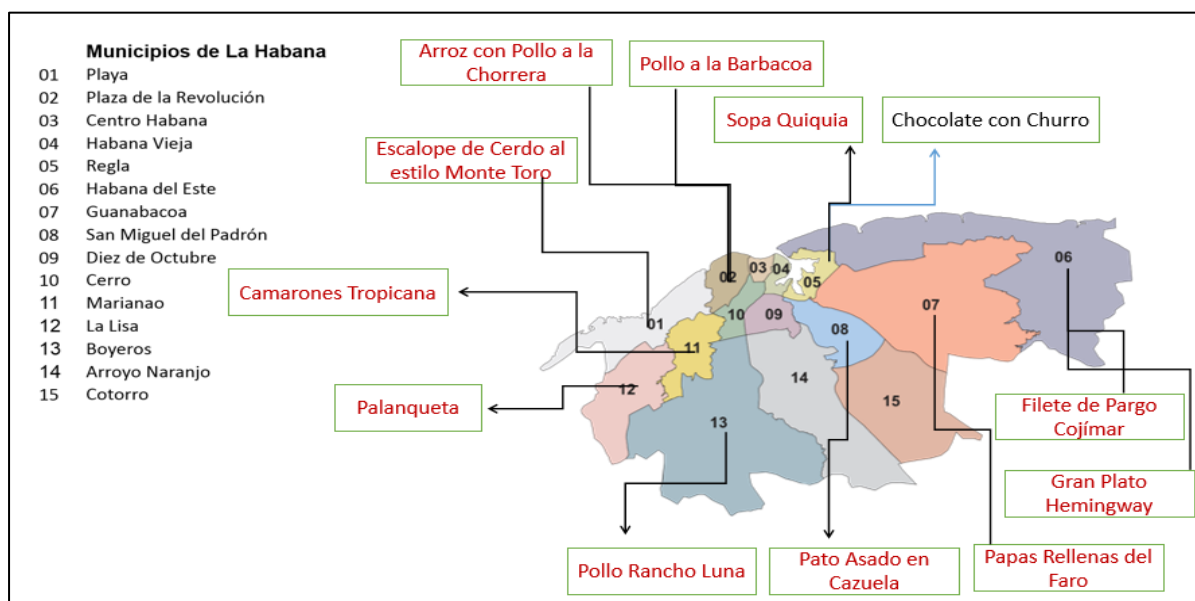 Municipios de La Habana
01 Playa
02 Plaza de la Revolución
03 Centro Habana
04 Habana Vieja
05 Regla
06 Habana del Este
07 Guanabacoa
08 San Miguel del Padrón
09 Diez de Octubre
10 Cerro
11 Marianao
12 La Lisa
13 Boyeros
14 Arroyo Naranjo
15 Cotorro
Arroz con Pollo a la
Chorrera
Pollo a la Barbacoa
Sopa Quiquia
Chocolate con Churro
Escalope de Cerdo al
estilo Monte Toro
Camarones Tropicana
Palanqueta
01
02
03
04
05
06
07
08
09
10
11
12
13
14
15
Filete de Pargo
Cojímar
Gran Plato
Hemingway
Pollo Rancho Luna
Pato Asado en
Cazuela
Papas Rellenas del
Faro